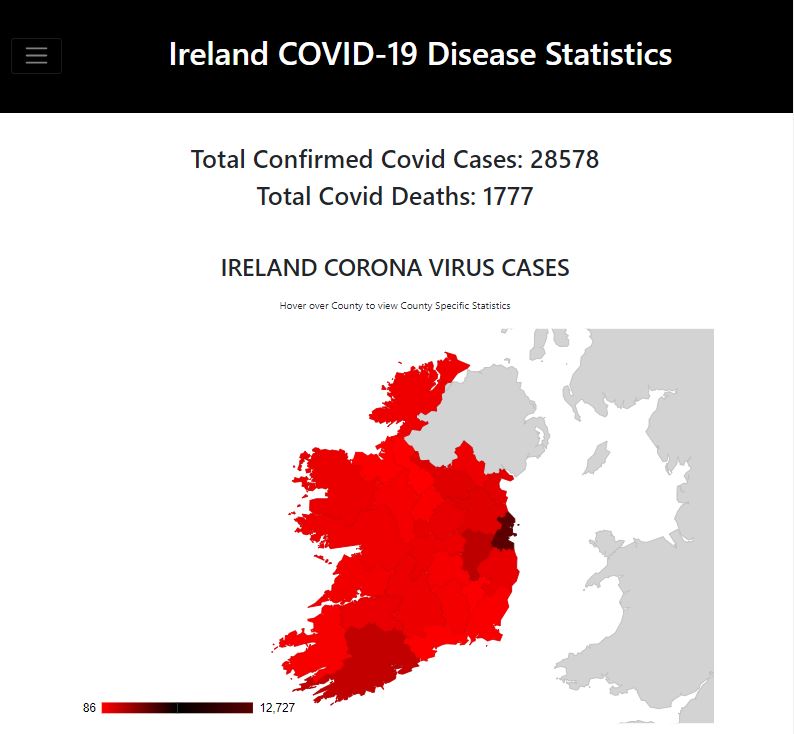 Ireland COVID-19 Disease Statistics
Total Confirmed Covid Cases: 28578
Total Covid Deaths: 1777
IRELAND CORONA VIRUS CASES
Hover over County to view County Specific Statistics
86 12,727